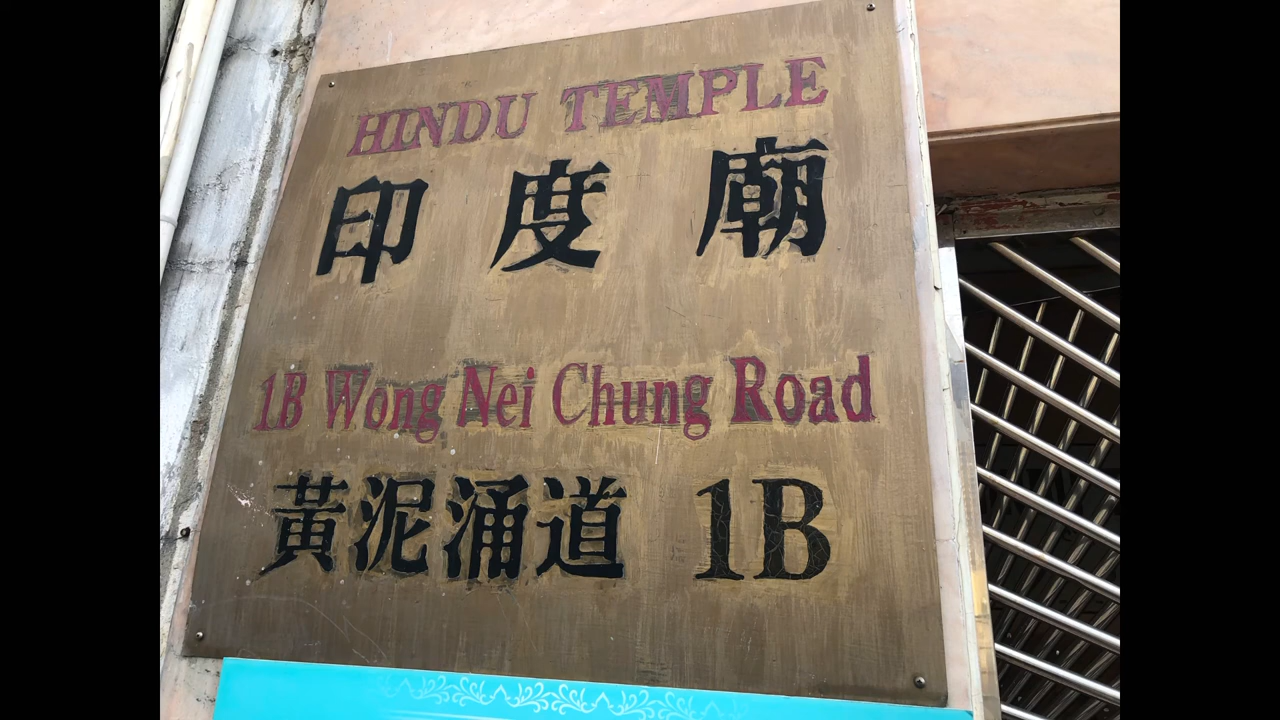 HINDU TEMPLE
印度廟
1B Wong Nei Chung Road
黃泥涌道 1B